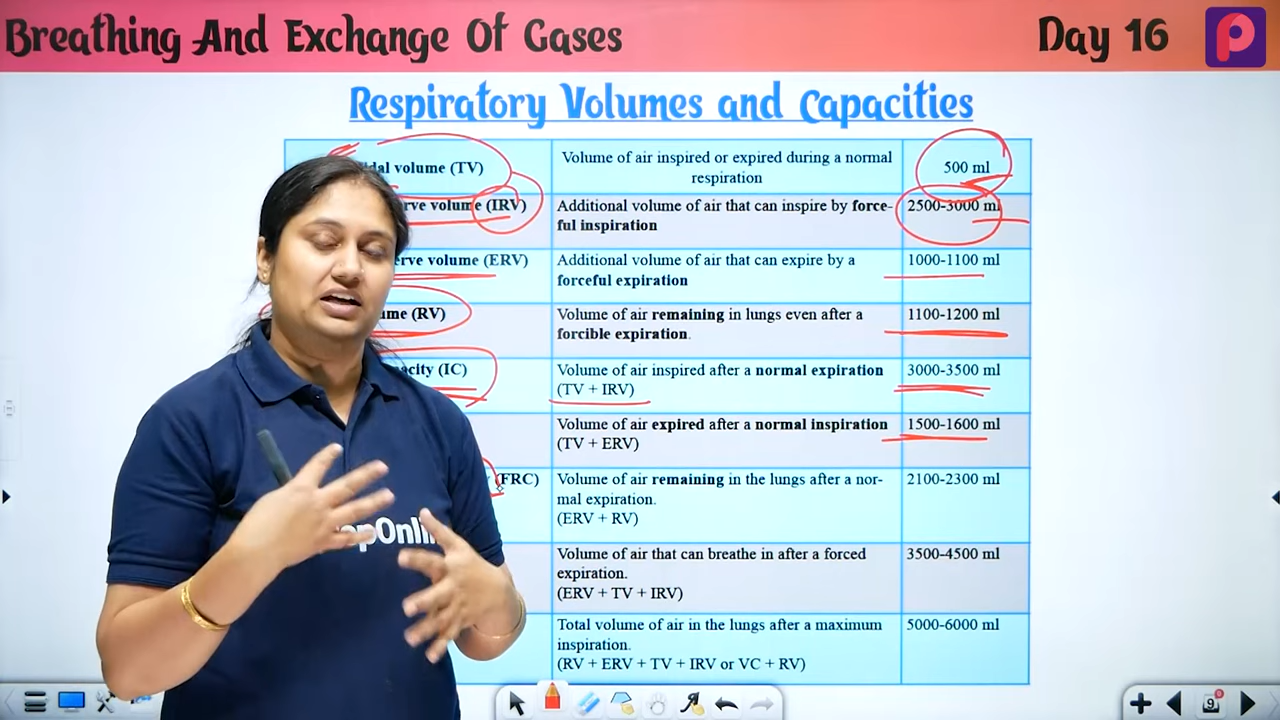 Breathing And Exchange Of Gases
Day 16
Respiratory Volumes and Capacities
volume (TV)
Volume of air inspired or expired during a normal
respiration
500 ml
volume (IRV)
Additional volume of air that can inspire by force-
ful inspiration
2500-3000 ml
volume (ERV)
Additional volume of air that can expire by a
forceful expiration
1000-1100 ml
(RV)
Volume of air remaining in lungs even after a
forcible expiration.
1100-1200 ml
(IC)
Volume of air inspired after a normal expiration
(TV + IRV)
3000-3500 ml
Volume of air expired after a normal inspiration
(TV + ERV)
1500-1600 ml
(FRC)
Volume of air remaining in the lungs after a nor-
mal expiration.
(ERV + RV)
2100-2300 ml
Volume of air that can breathe in after a forced
expiration.
(ERV + TV + IRV)
3500-4500 ml
Total volume of air in the lungs after a maximum
inspiration.
(RV + ERV + TV + IRV or VC + RV)
5000-6000 ml
9